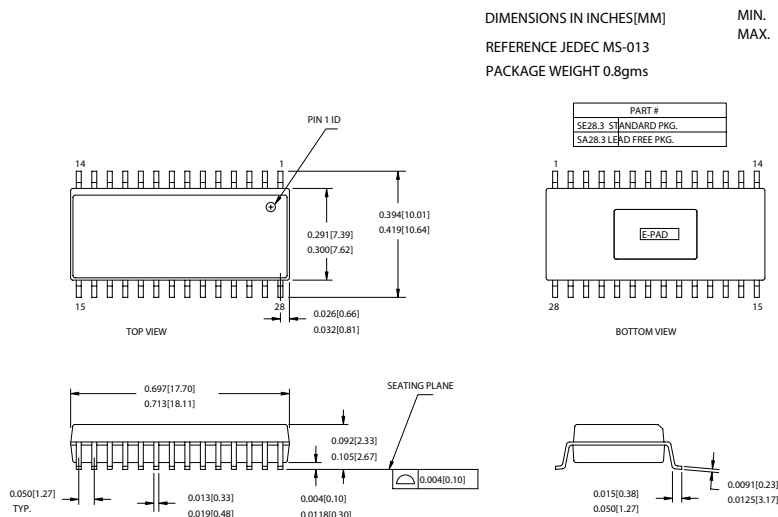 DIMENSIONS IN INCHES[MM] MIN.
MAX.
REFERENCE JEDEC MS-013
PACKAGE WEIGHT 0.8gms
PART #
SE28.3 STANDARD PKG.
SA28.3 LEAD FREE PKG.
PIN 1 ID
14 1
0.291[7.39]
0.300[7.62]
0.394[10.01]
0.419[10.64]
15 28
0.026[0.66]
0.032[0.81]
TOP VIEW
1 14
E-PAD
28 15
BOTTOM VIEW
0.697[17.70]
0.713[18.11]
SEATING PLANE
0.092[2.33]
0.105[2.67]
0.004[0.10]
0.050[1.27]
TYP.
0.013[0.33]
0.019[0.48]
0.004[0.10]
0.0118[0.30]
0.015[0.38]
0.050[1.27]
0.0091[0.23]
0.0125[3.17]